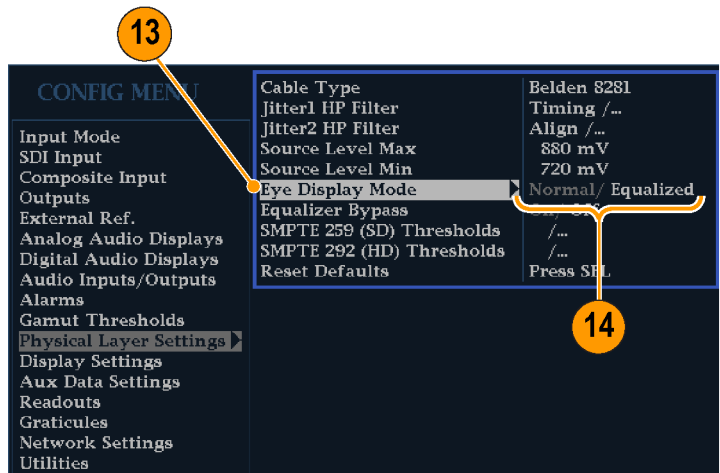 13
CONFIG MENU
Input Mode
SDI Input
Composite Input
Outputs
External Ref.
Analog Audio Displays
Digital Audio Displays
Audio Inputs/Outputs
Alarms
Gamut Thresholds
Physical Layer Settings
Display Settings
Aux Data Settings
Readouts
Graticules
Network Settings
Utilities
Cable Type Belden 8281
Jitter1 HP Filter Timing /...
Jitter2 HP Filter Align /...
Source Level Max 880 mV
Source Level Min 720 mV
Eye Display Mode Normal/ Equalized
Equalizer Bypass On/ Off
SMPTE 259 (SD) Thresholds /...
SMPTE 292 (HD) Thresholds /...
Reset Defaults Press SEL
14